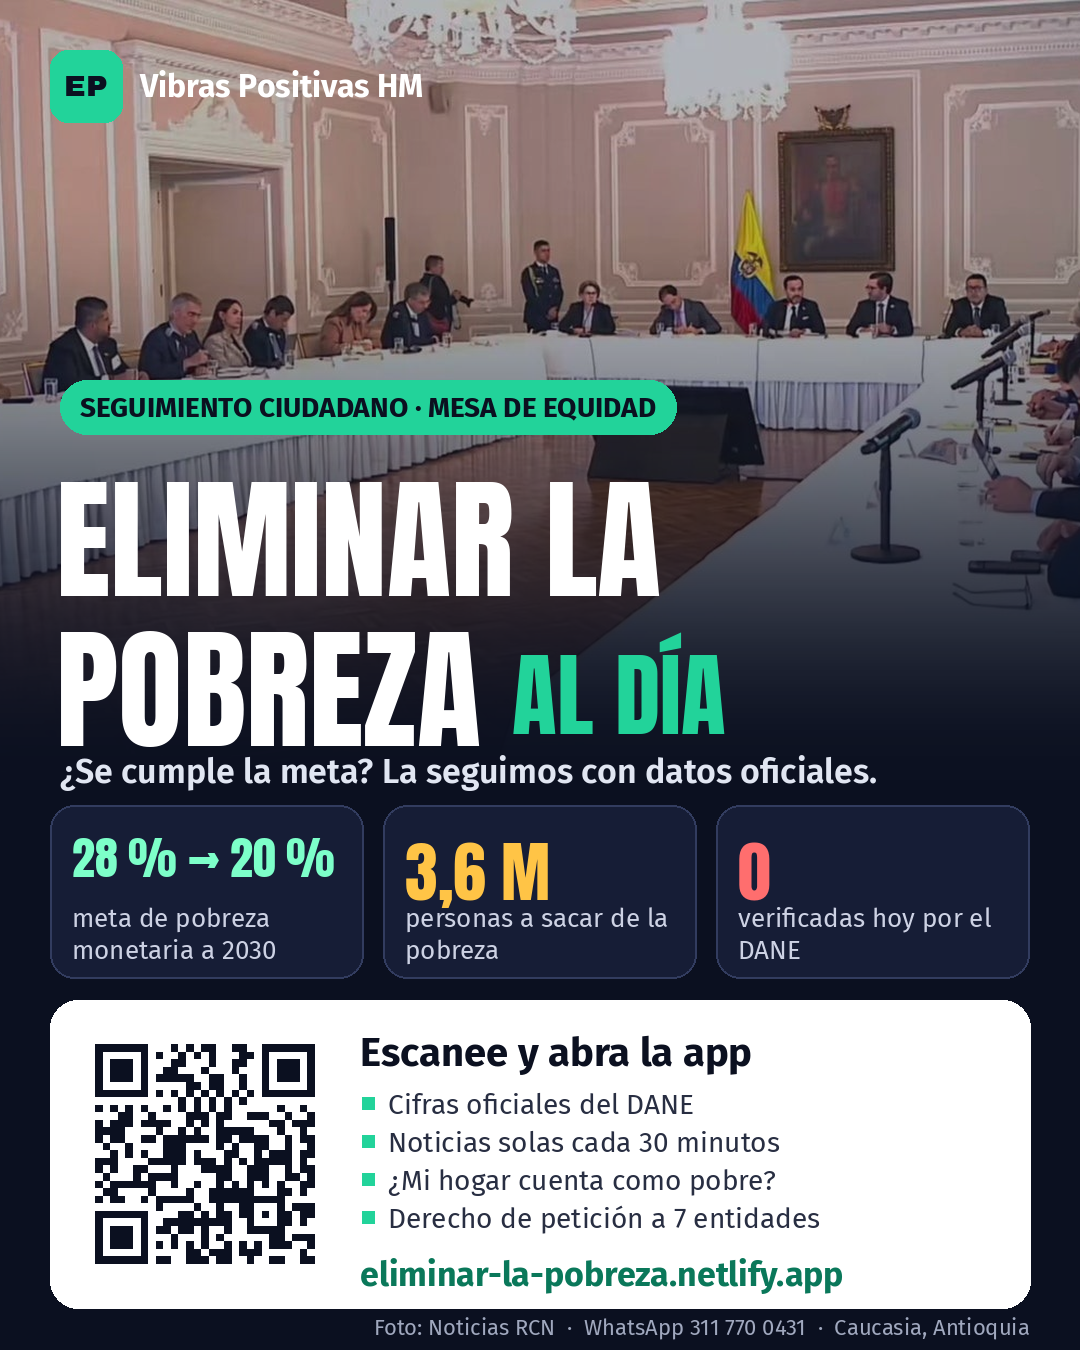 EP
Vibras Positivas HM
SEGUIMIENTO CIUDADANO · MESA DE EQUIDAD
ELIMINAR LA
POBREZA AL DÍA
¿Se cumple la meta? La seguimos con datos oficiales.
28 % → 20 %
meta de pobreza
monetaria a 2030
3,6 M
personas a sacar de la
pobreza
0
verificadas hoy por el
DANE
Escanee y abra la app
Cifras oficiales del DANE
Noticias solas cada 30 minutos
¿Mi hogar cuenta como pobre?
Derecho de petición a 7 entidades
eliminar-la-pobreza.netlify.app
Foto: Noticias RCN · WhatsApp 311 770 0431 · Caucasia, Antioquia